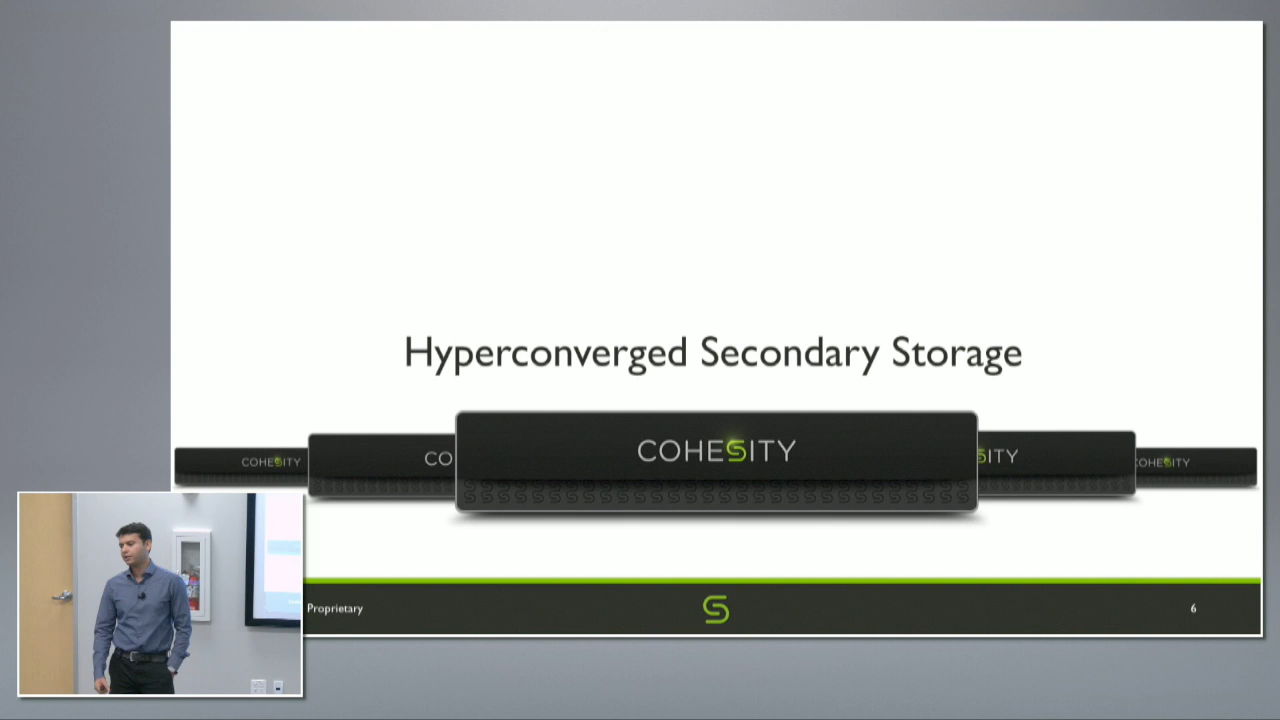 Hyperconverged Secondary Storage
COHESITY
CO
COHESITY
SITY
COHESITY
Proprietary
6